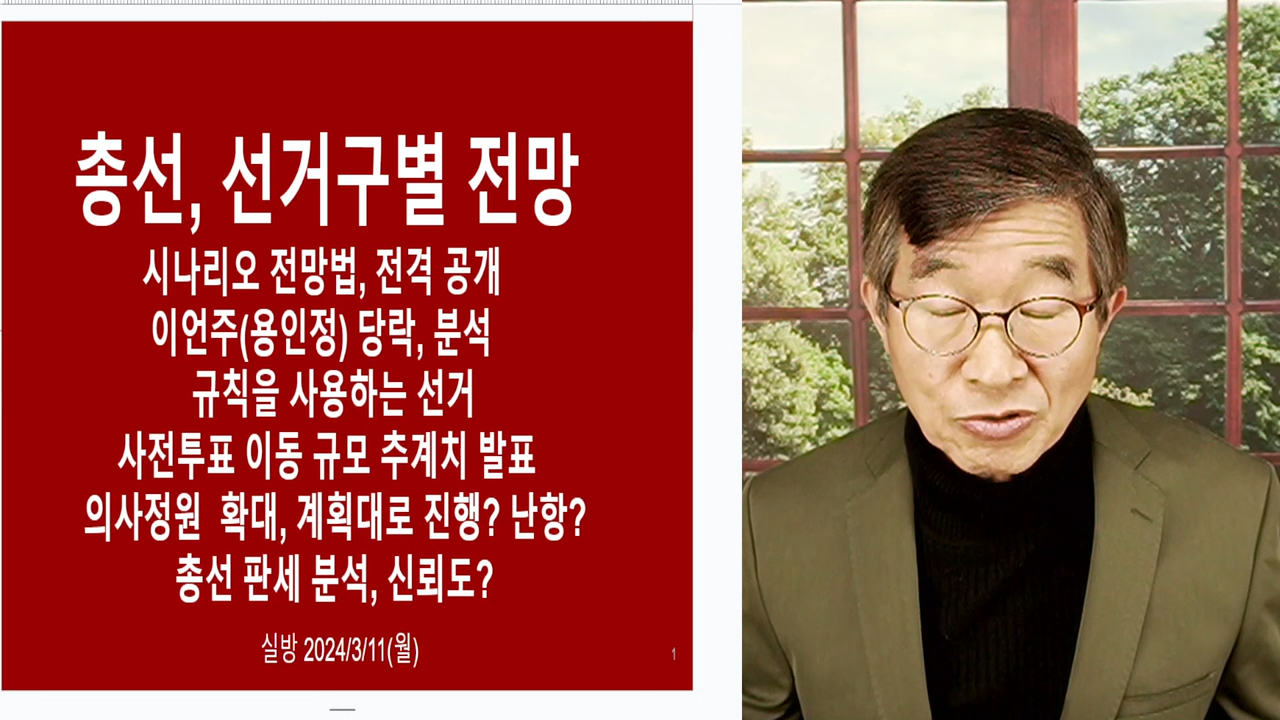 총선, 선거구별 전망
시나리오 전망법, 전격 공개
이언주(용인정) 당락, 분석
규칙을 사용하는 선거
사전투표 이동 규모 추계치 발표
의사정원 확대, 계획대로 진행? 난항?
총선 판세 분석, 신뢰도?
실방 2024/3/11(월)
1